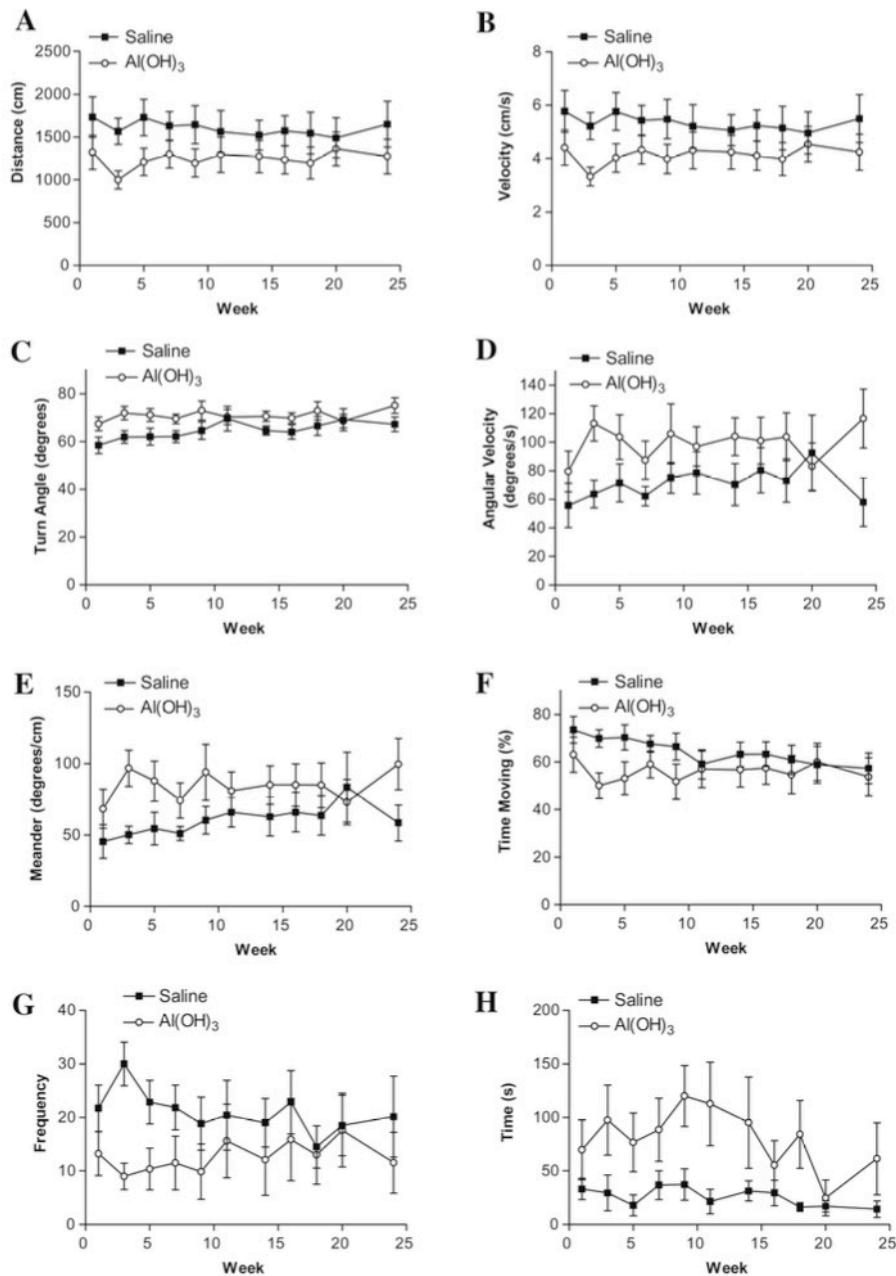 A
Saline
Al(OH)3
Distance (cm)
2500
2000
1500
1000
500
0
0 5 10 15 20 25
Week
B
Saline
Al(OH)3
Velocity (cm/s)
8
6
4
2
0
0 5 10 15 20 25
Week
C
Saline
Al(OH)3
Turn Angle (degrees)
80
60
40
20
0
0 5 10 15 20 25
Week
D
Saline
Al(OH)3
Angular Velocity
(degrees/s)
140
120
100
80
60
40
20
0
0 5 10 15 20 25
Week
E
Saline
Al(OH)3
Meander (degrees/cm)
150
100
50
0
0 5 10 15 20 25
Week
F
Saline
Al(OH)3
Time Moving (%)
80
60
40
20
0
0 5 10 15 20 25
Week
G
Saline
Al(OH)3
Frequency
40
30
20
10
0
0 5 10 15 20 25
Week
H
Saline
Al(OH)3
Time (s)
200
150
100
50
0
0 5 10 15 20 25
Week